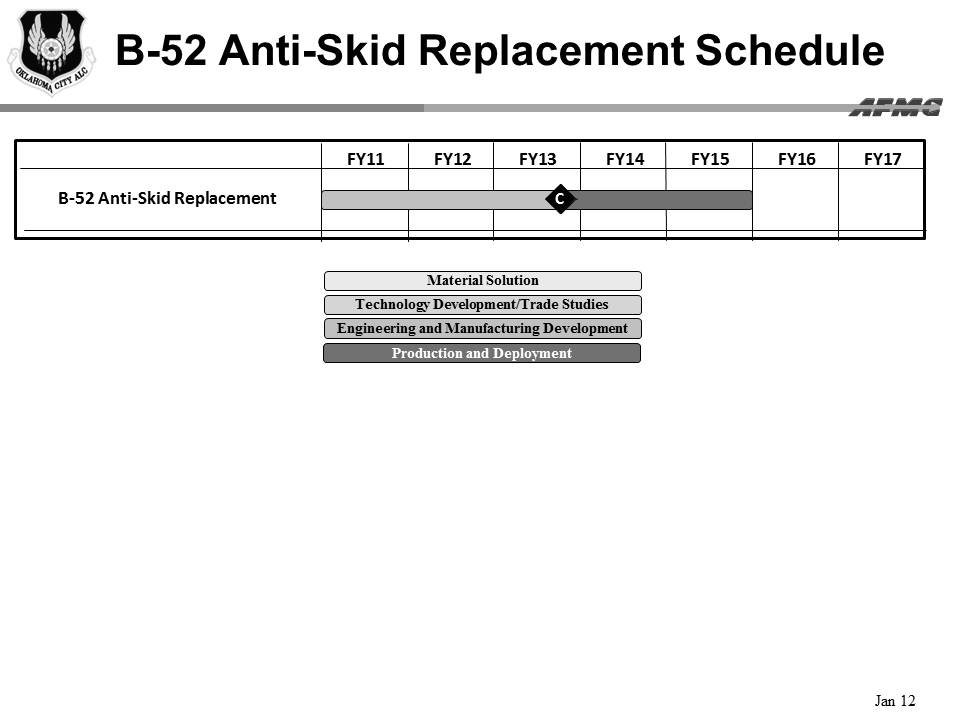 B-52 Anti-Skid Replacement Schedule
OKLAHOMA CITY ALC
AFMC
FY11 FY12 FY13 FY14 FY15 FY16 FY17
B-52 Anti-Skid Replacement
C
Material Solution
Technology Development/Trade Studies
Engineering and Manufacturing Development
Production and Deployment
Jan 12